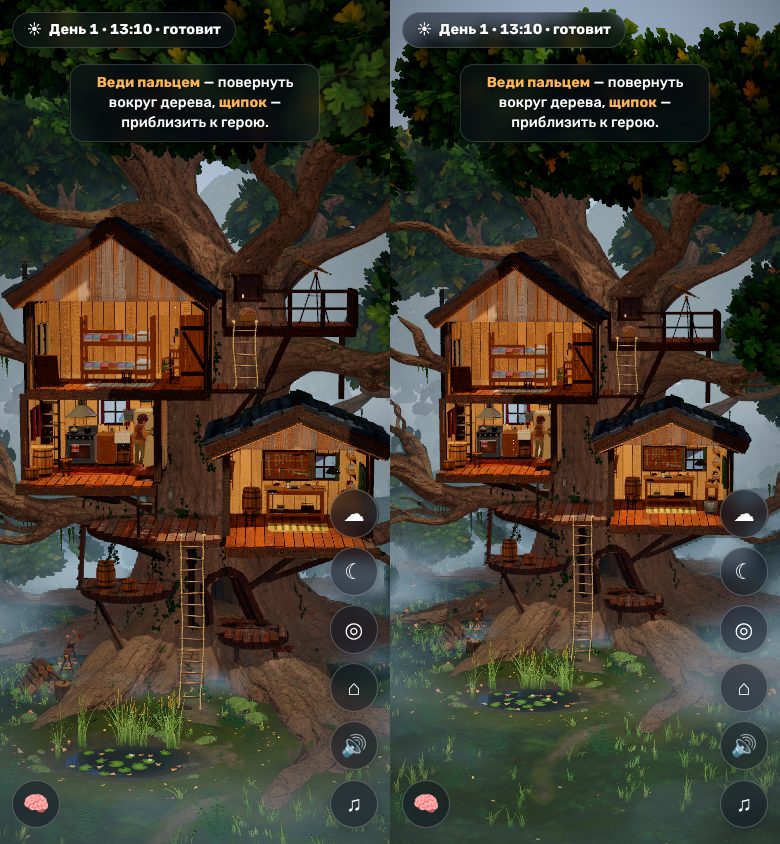 День 1 • 13:10 • готовит
Веди пальцем — повернуть
вокруг дерева, щипок —
приблизить к герою.
День 1 • 13:10 • готовит
Веди пальцем — повернуть
вокруг дерева, щипок —
приблизить к герою.